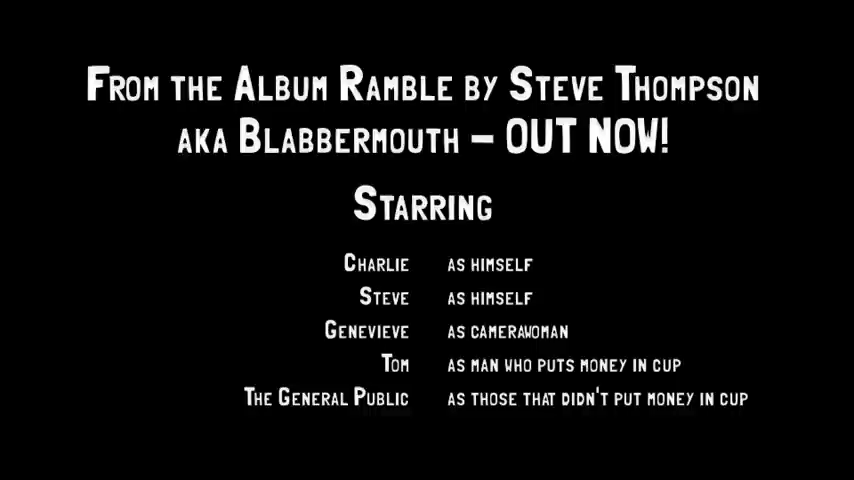 From the Album Ramble by Steve Thompson
aka Blabbermouth – OUT NOW!
Starring
Charlie as himself
Steve as himself
Genevieve as camerawoman
Tom as man who puts money in cup
The General Public as those that didn't put money in cup